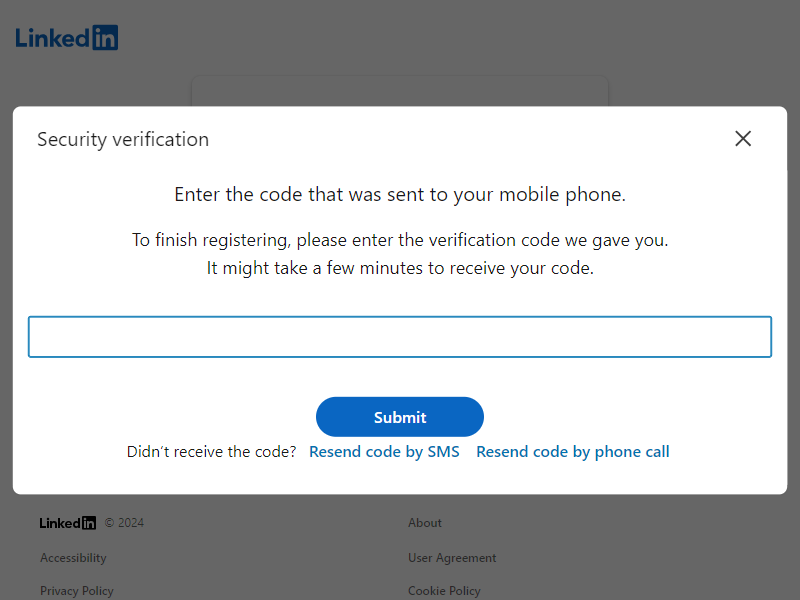 LinkedIn
Security verification
Enter the code that was sent to your mobile phone.
To finish registering, please enter the verification code we gave you.
It might take a few minutes to receive your code.
Submit
Didn't receive the code? Resend code by SMS Resend code by phone call
LinkedIn © 2024 About
Accessibility User Agreement
Privacy Policy Cookie Policy